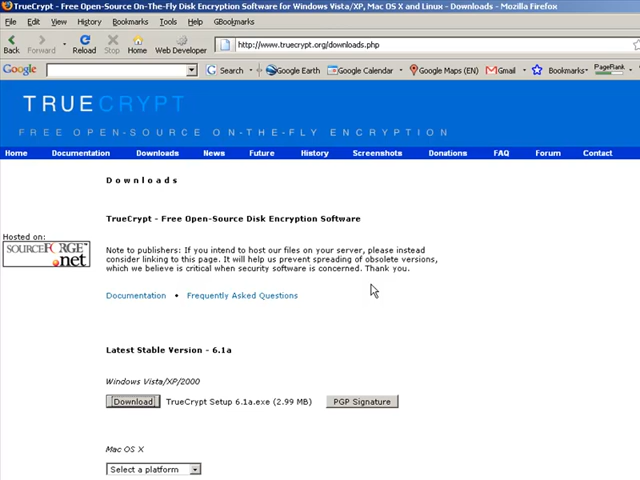 TrueCrypt - Free Open-Source On-The-Fly Disk Encryption Software for Windows Vista/XP, Mac OS X and Linux - Downloads - Mozilla Firefox
File Edit View History Bookmarks Tools Help GBookmarks
Back Forward Reload Stop Home Web Developer http://www.truecrypt.org/downloads.php
Google Search Google Earth Google Calendar Google Maps (EN) Gmail Bookmarks PageRank
TRUECRYPT
FREE OPEN-SOURCE ON-THE-FLY ENCRYPTION
Home Documentation Downloads News Future History Screenshots Donations FAQ Forum Contact
Downloads
TrueCrypt - Free Open-Source Disk Encryption Software
Hosted on:
SOURCEFORGE™
.net
Note to publishers: If you intend to host our files on your server, please instead
consider linking to this page. It will help us prevent spreading of obsolete versions,
which we believe is critical when security software is concerned. Thank you.
Documentation • Frequently Asked Questions
Latest Stable Version - 6.1a
Windows Vista/XP/2000
Download TrueCrypt Setup 6.1a.exe (2.99 MB) PGP Signature
Mac OS X
Select a platform